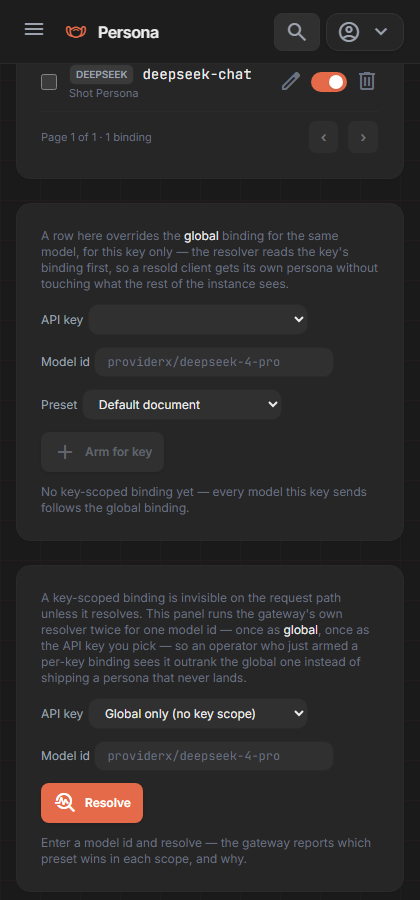 Persona
DEEPSEEK deepseek-chat
Shot Persona
Page 1 of 1 · 1 binding
A row here overrides the global binding for the same
model, for this key only — the resolver reads the key's
binding first, so a resold client gets its own persona without
touching what the rest of the instance sees.
API key
Model id providerx/deepseek-4-pro
Preset Default document
Arm for key
No key-scoped binding yet — every model this key sends
follows the global binding.
A key-scoped binding is invisible on the request path
unless it resolves. This panel runs the gateway's own
resolver twice for one model id — once as global, once as
the API key you pick — so an operator who just armed a
per-key binding sees it outrank the global one instead of
shipping a persona that never lands.
API key Global only (no key scope)
Model id providerx/deepseek-4-pro
Resolve
Enter a model id and resolve — the gateway reports which
preset wins in each scope, and why.